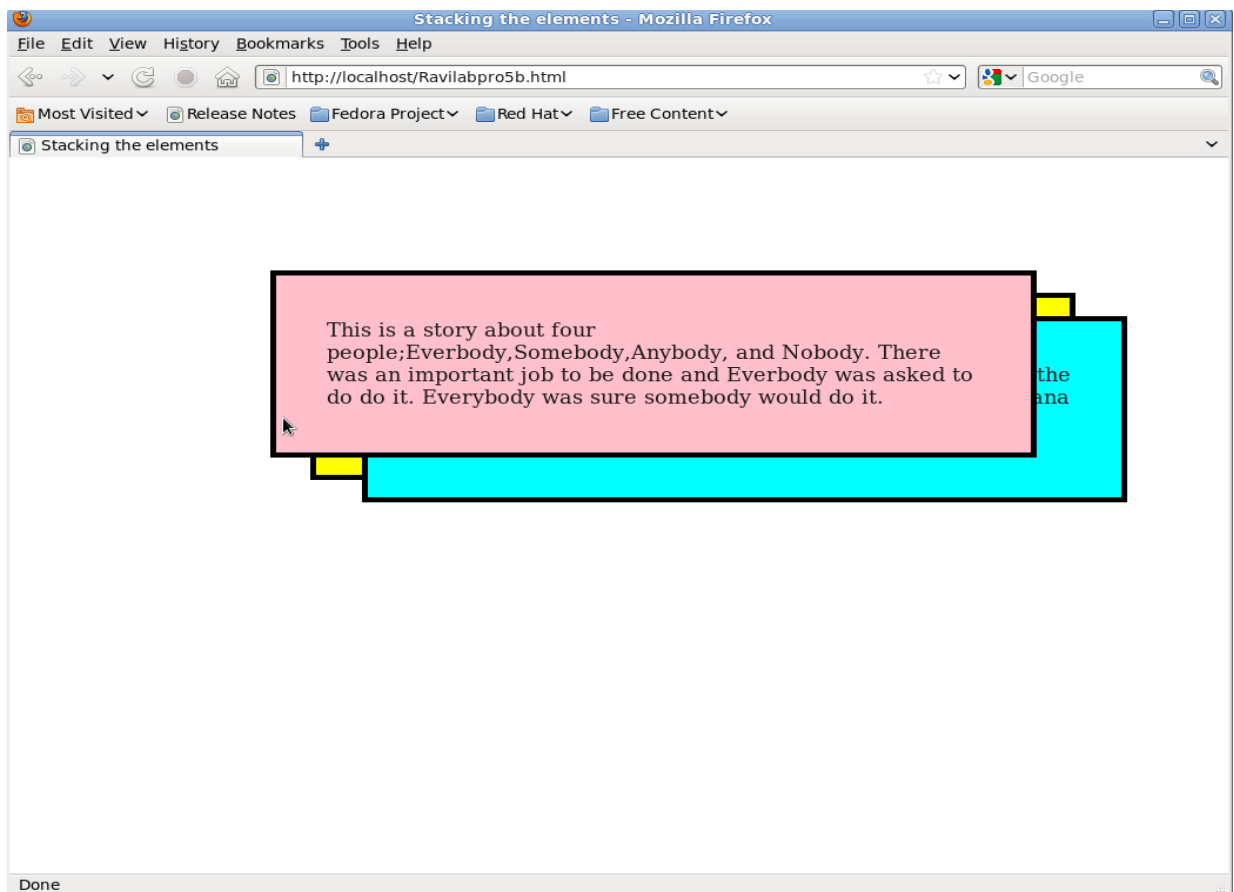 Stacking the elements - Mozilla Firefox
File Edit View History Bookmarks Tools Help
http://localhost/Ravilabpro5b.html Google
Most Visited Release Notes Fedora Project Red Hat Free Content
Stacking the elements
This is a story about four
people;Everbody,Somebody,Anybody, and Nobody. There
was an important job to be done and Everbody was asked to
do do it. Everybody was sure somebody would do it.
the
ana
Done